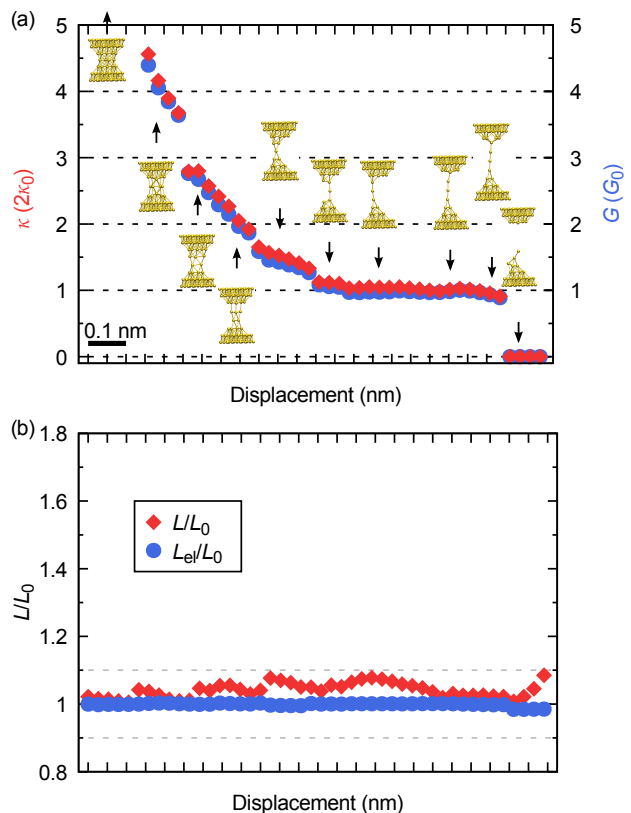 (a)
5
4
3
2
1
0
κ (2κ0)
5
4
3
2
1
0
G (G0)
0.1 nm
Displacement (nm)
(b)
1.8
1.6
1.4
1.2
1
0.8
L/L0
L/L0
Lel/L0
Displacement (nm)